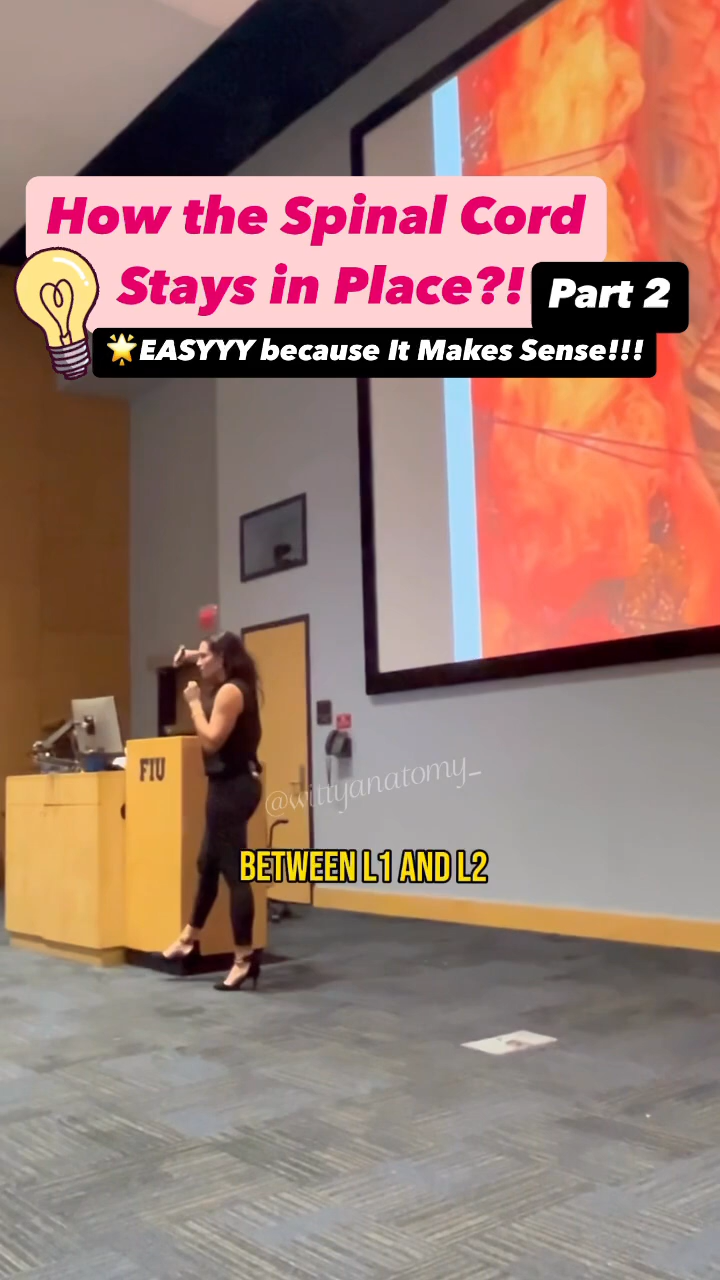 How the Spinal Cord
Stays in Place?!
Part 2
🌟EASYYY because It Makes Sense!!!
FIU
@wittyanatomy_
BETWEEN L1 AND L2